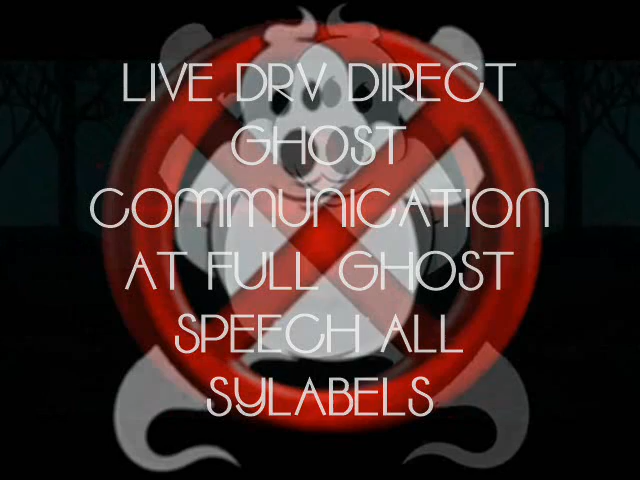 LIVE DRV DIRECT
GHOST
COMMUNICATION
AT FULL GHOST
SPEECH ALL
SYLABELS